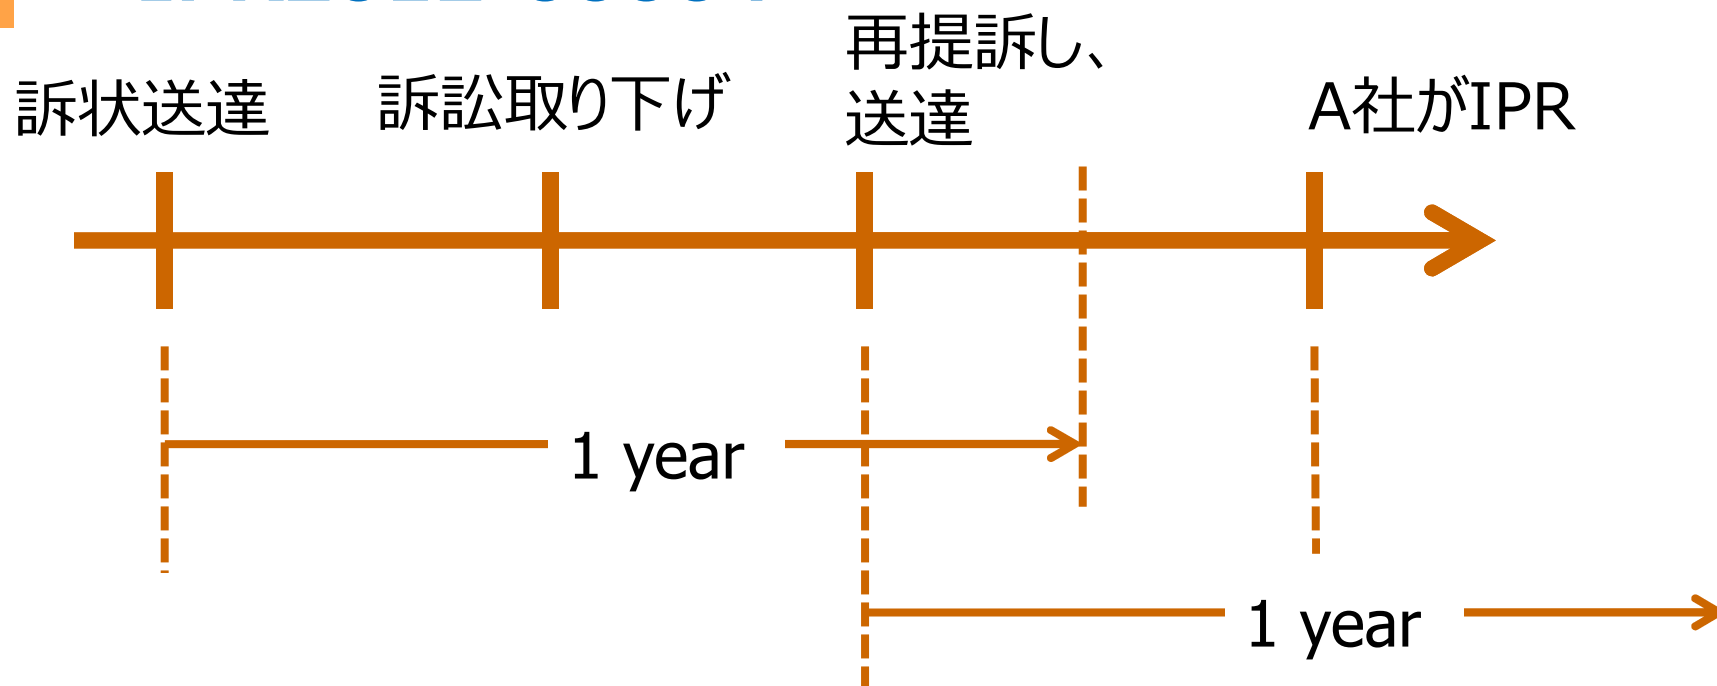 訴状送達
訴訟取り下げ
再提訴し、
送達
A社がIPR
1 year
1 year